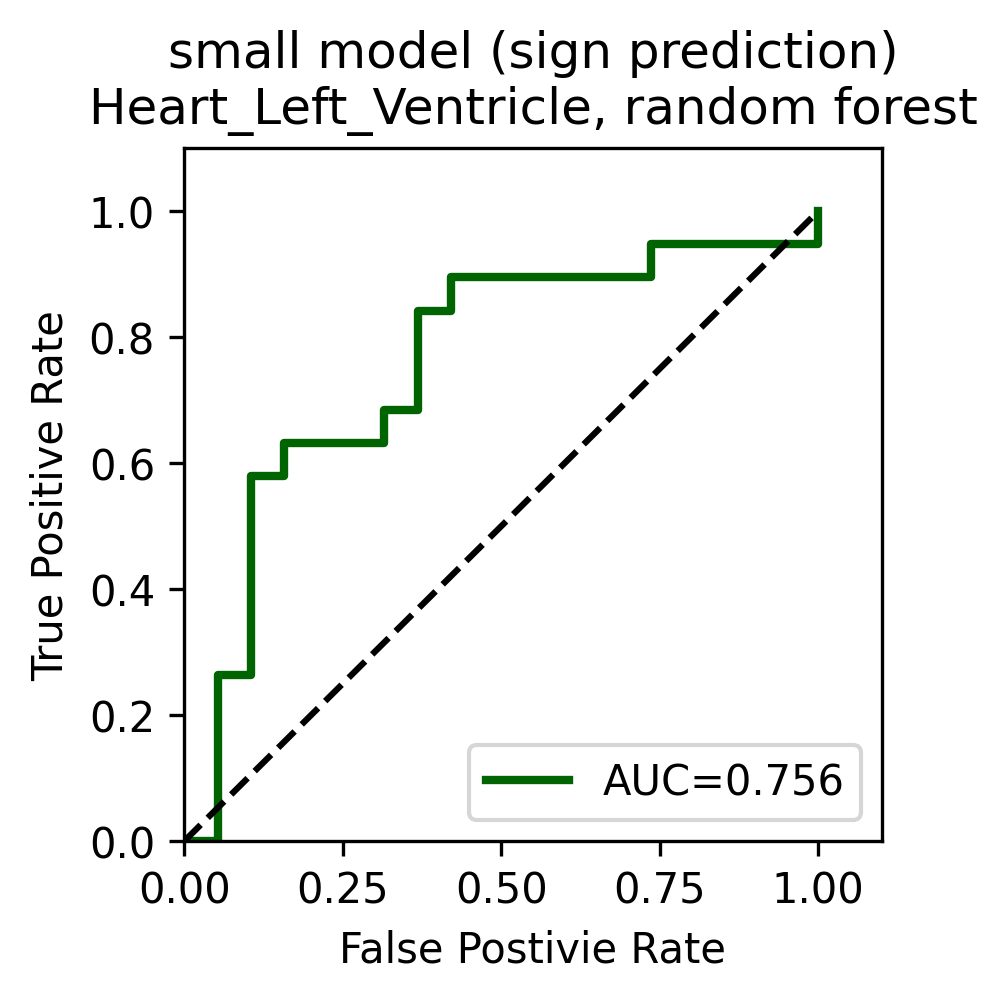 small model (sign prediction)
Heart_Left_Ventricle, random forest
True Positive Rate
1.0
0.8
0.6
0.4
0.2
0.0
AUC=0.756
0.00 0.25 0.50 0.75 1.00
False Postivie Rate